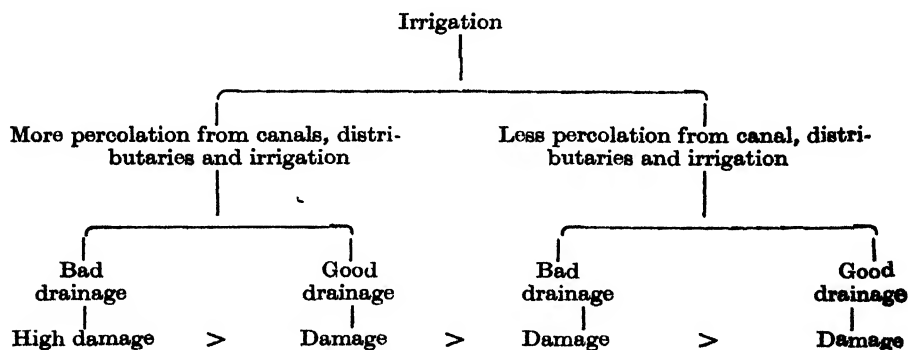 Irrigation
More percolation from canals, distri-
butaries and irrigation
Less percolation from canal, distri-
butaries and irrigation
Bad
drainage
Good
drainage
Bad
drainage
Good
drainage
High damage > Damage > Damage > Damage